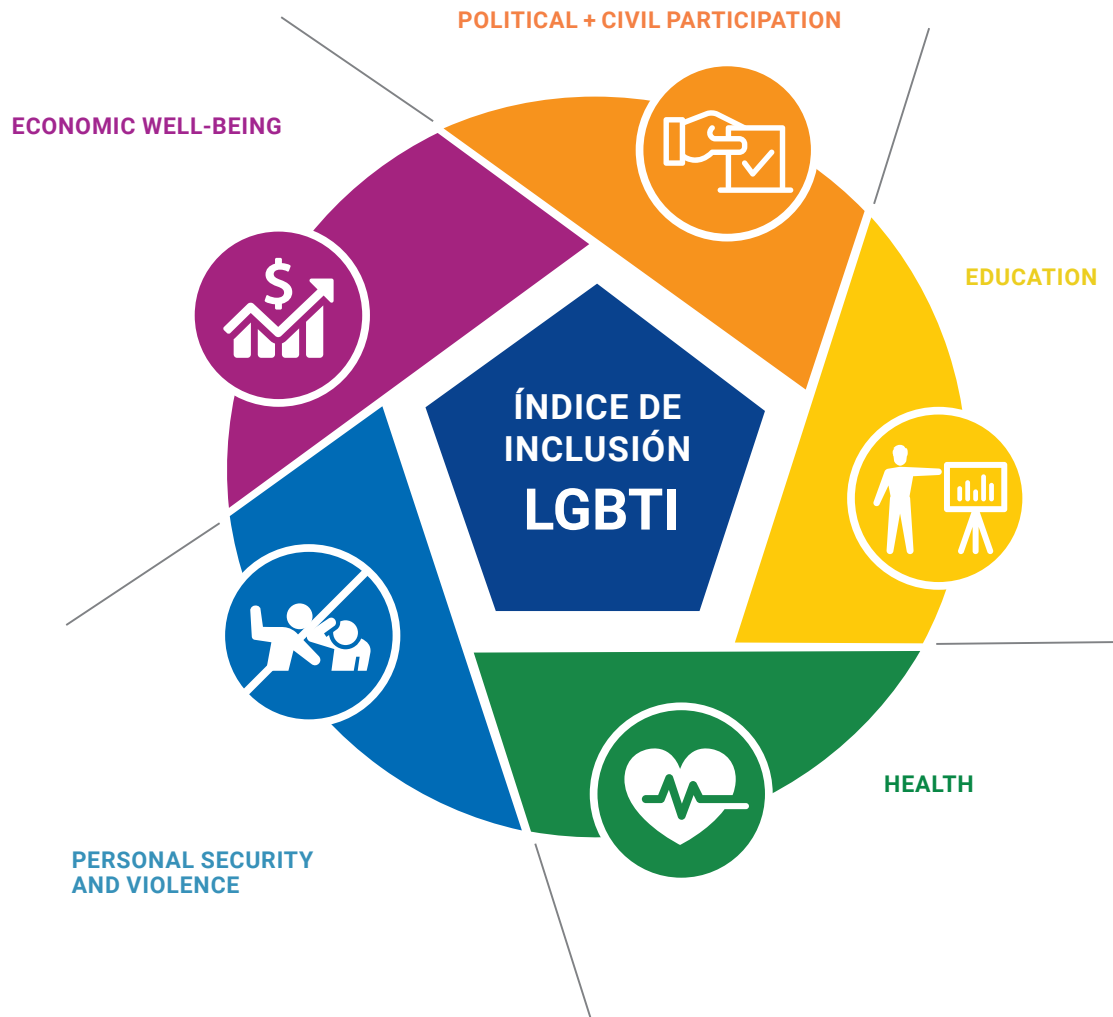 POLITICAL + CIVIL PARTICIPATION
ECONOMIC WELL-BEING
EDUCATION
ÍNDICE DE
INCLUSIÓN
LGBTI
HEALTH
PERSONAL SECURITY
AND VIOLENCE